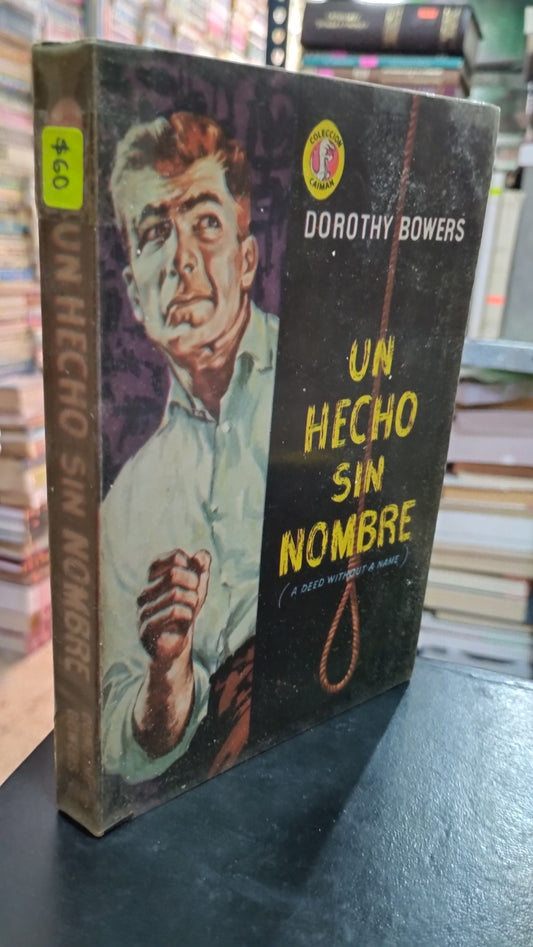 $60
UN HECHO SIN NOMBRE
COLECCION
CAIMAN
DOROTHY BOWERS
UN
HECHO
SIN
NOMBRE
( A DEED WITHOUT A NAME )